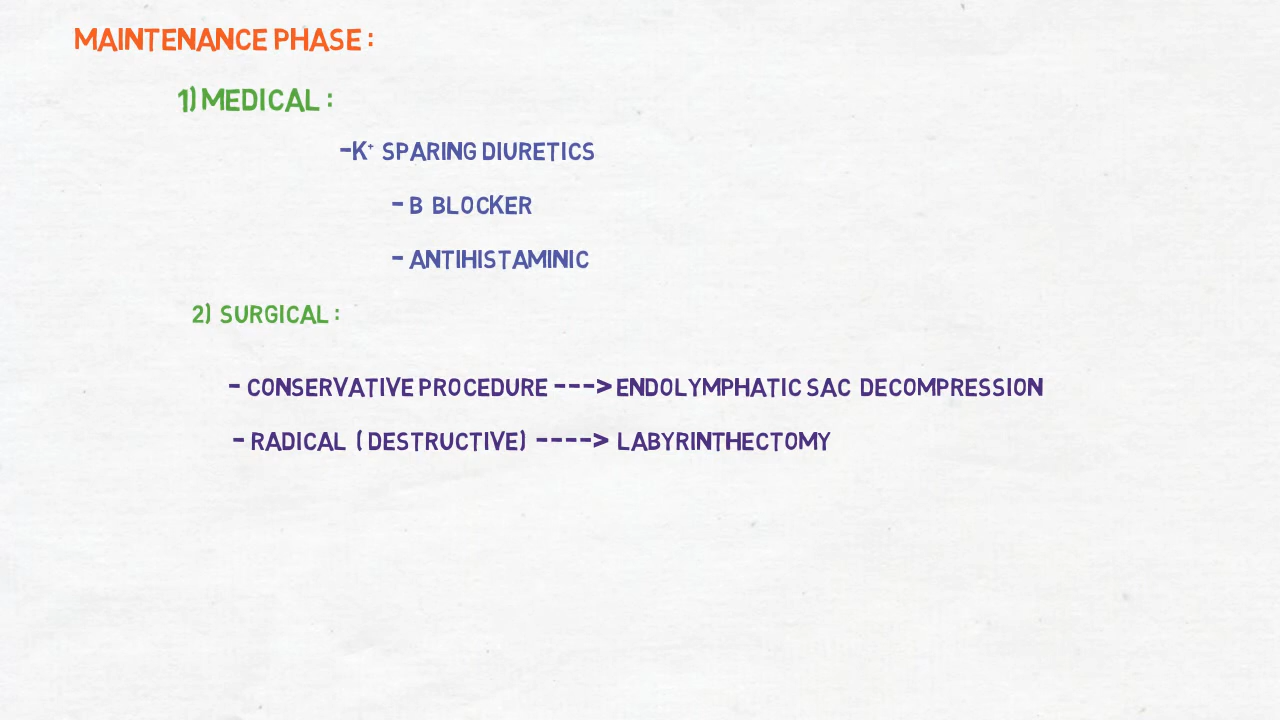 MAINTENANCE PHASE :
1) MEDICAL :
-K⁺ SPARING DIURETICS
- B BLOCKER
- ANTIHISTAMINIC
2) SURGICAL :
- CONSERVATIVE PROCEDURE ---> ENDOLYMPHATIC SAC DECOMPRESSION
- RADICAL ( DESTRUCTIVE) ----> LABYRINTHECTOMY